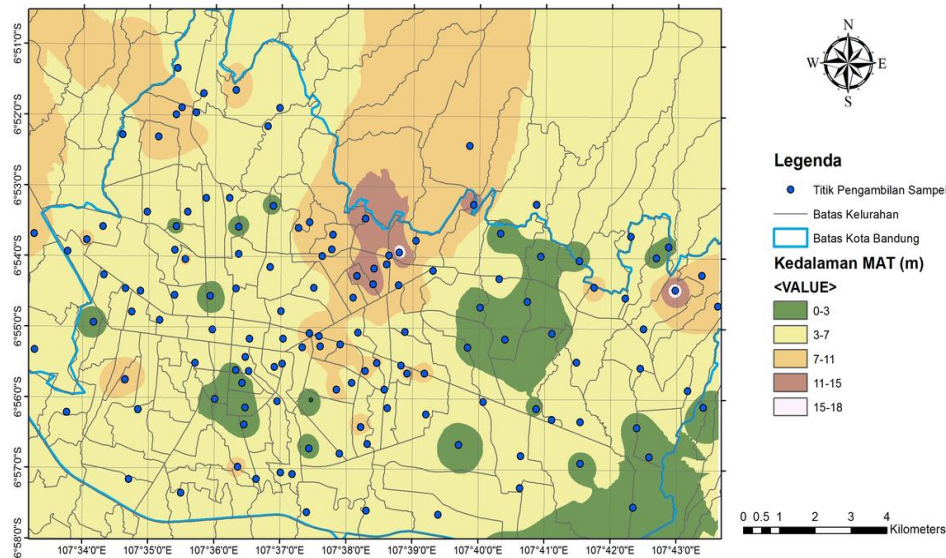 6°51'0"S
6°52'0"S
6°53'0"S
6°54'0"S
6°55'0"S
6°56'0"S
6°57'0"S
6°58'0"S
107°34'0"E 107°35'0"E 107°36'0"E 107°37'0"E 107°38'0"E 107°39'0"E 107°40'0"E 107°41'0"E 107°42'0"E 107°43'0"E
N
W E
S
Legenda
Titik Pengambilan Sampel
Batas Kelurahan
Batas Kota Bandung
Kedalaman MAT (m)
<VALUE>
0-3
3-7
7-11
11-15
15-18
0 0.5 1 2 3 4
Kilometers